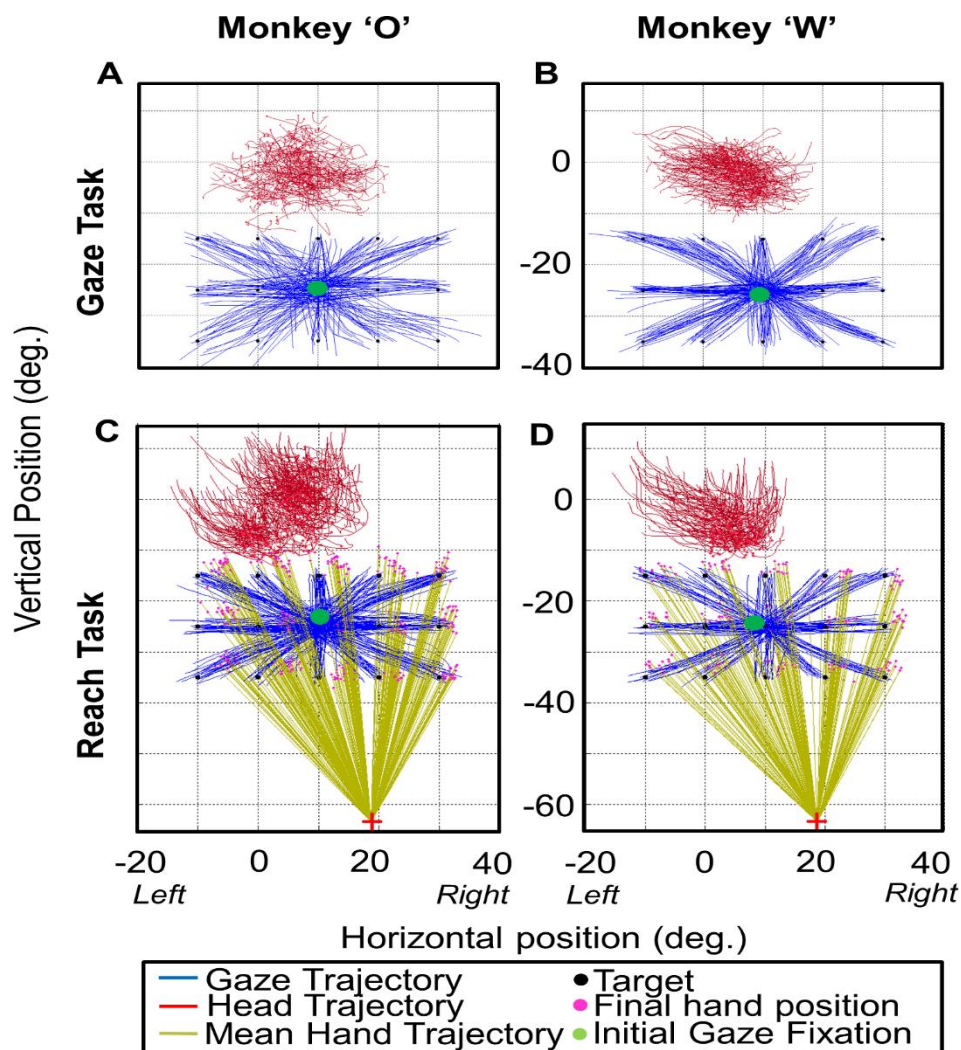 Monkey ‘O’ Monkey ‘W’
A B
Gaze Task
0
-20
-40
Vertical Position (deg.)
C D
Reach Task
0
-20
-40
-60
-20 0 20 40 -20 0 20 40
Left Right Left Right
Horizontal position (deg.)
Gaze Trajectory Target
Head Trajectory Final hand position
Mean Hand Trajectory Initial Gaze Fixation